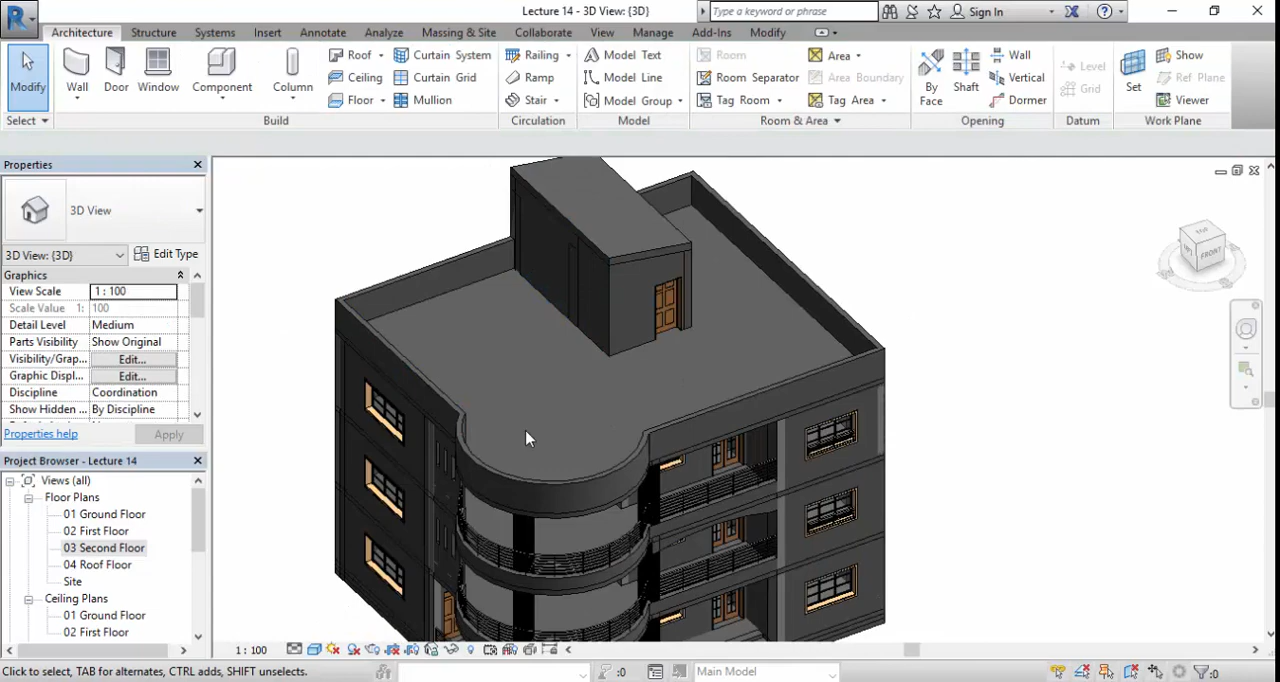 Lecture 14 - 3D View: {3D}
Type a keyword or phrase
Sign In
Architecture Structure Systems Insert Annotate Analyze Massing & Site Collaborate View Manage Add-Ins Modify
Modify
Wall
Door
Window
Component
Column
Roof
Ceiling
Floor
Curtain System
Curtain Grid
Mullion
Railing
Ramp
Stair
Model Text
Model Line
Model Group
Room
Room Separator
Tag Room
Area
Area Boundary
Tag Area
By Face
Shaft
Wall
Vertical
Dormer
Level
Grid
Set
Show
Ref Plane
Viewer
Select
Build
Circulation
Model
Room & Area
Opening
Datum
Work Plane
Properties
3D View
3D View: {3D}
Edit Type
Graphics
View Scale 1 : 100
Scale Value 1: 100
Detail Level Medium
Parts Visibility Show Original
Visibility/Grap... Edit...
Graphic Displ... Edit...
Discipline Coordination
Show Hidden ... By Discipline
Properties help
Apply
Project Browser - Lecture 14
Views (all)
Floor Plans
01 Ground Floor
02 First Floor
03 Second Floor
04 Roof Floor
Site
Ceiling Plans
01 Ground Floor
02 First Floor
TOP
FRONT
1 : 100
Click to select, TAB for alternates, CTRL adds, SHIFT unselects.
:0
Main Model
:0